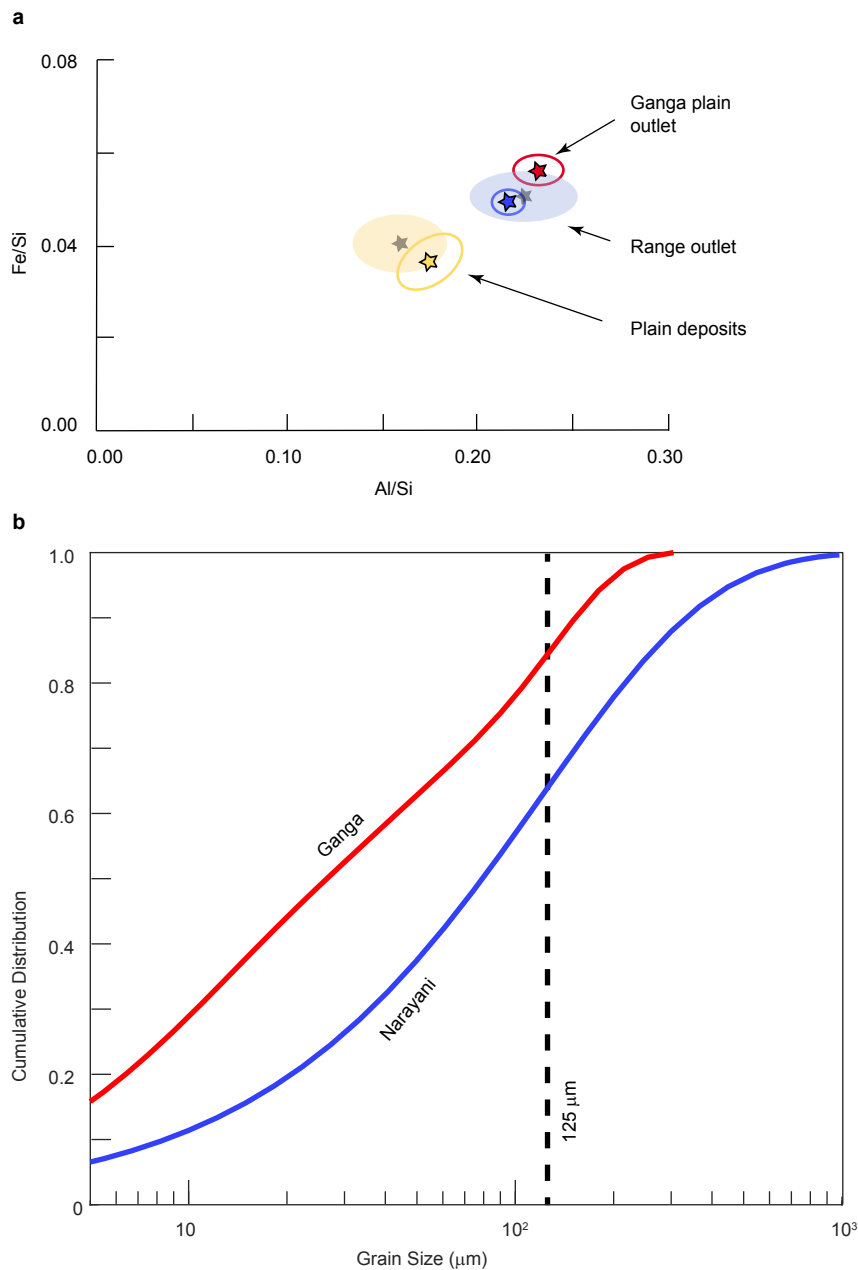 a
0.08
Ganga plain
outlet
Fe/Si
0.04
Range outlet
Plain deposits
0.00
0.00
0.10
0.20
0.30
Al/Si
b
1.0
0.8
Ganga
0.6
Cumulative Distribution
0.4
Narayani
0.2
125 μm
0
10
10²
10³
Grain Size (μm)